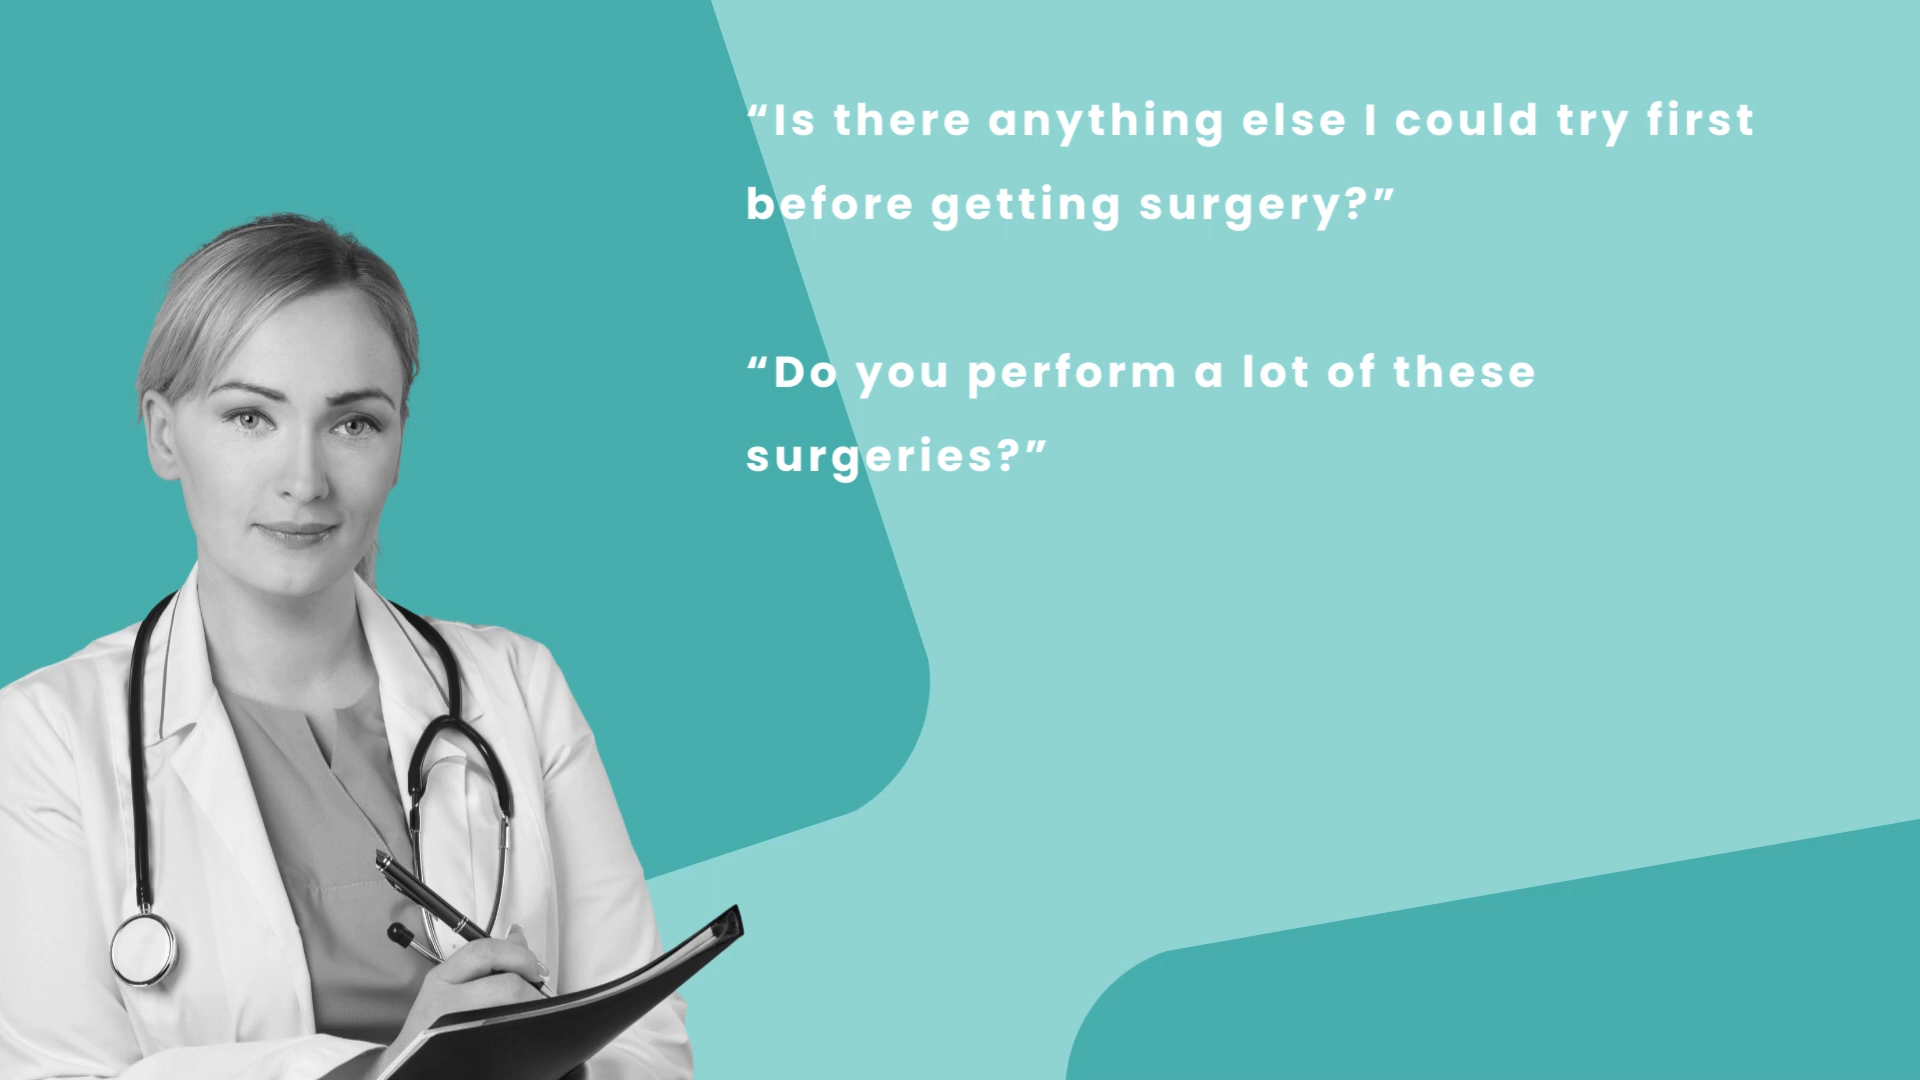 “Is there anything else I could try first
before getting surgery?”
“Do you perform a lot of these
surgeries?”